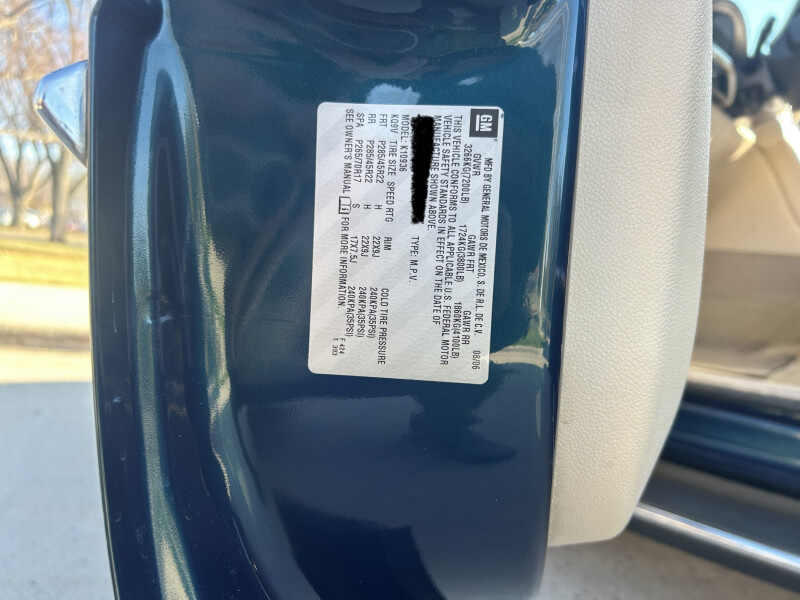 GM
MFD BY GENERAL MOTORS DE MEXICO, S. DE R.L. DE C.V.
08/06
GVWR GAWR FRT GAWR RR
3266KG(7200LB) 1724KG(3800LB) 1860KG(4100LB)
THIS VEHICLE CONFORMS TO ALL APPLICABLE U.S. FEDERAL MOTOR
VEHICLE SAFETY STANDARDS IN EFFECT ON THE DATE OF
MANUFACTURE SHOWN ABOVE.
TYPE: M.P.V.
MODEL: K10936
TIRE SIZE SPEED RTG RIM COLD TIRE PRESSURE
FRT P285/45R22 H 22X9J 240KPA(35PSI)
RR P285/45R22 H 22X9J 240KPA(35PSI)
SPA P265/70R17 S 17X7.5J 240KPA(35PSI)
SEE OWNER'S MANUAL i FOR MORE INFORMATION.